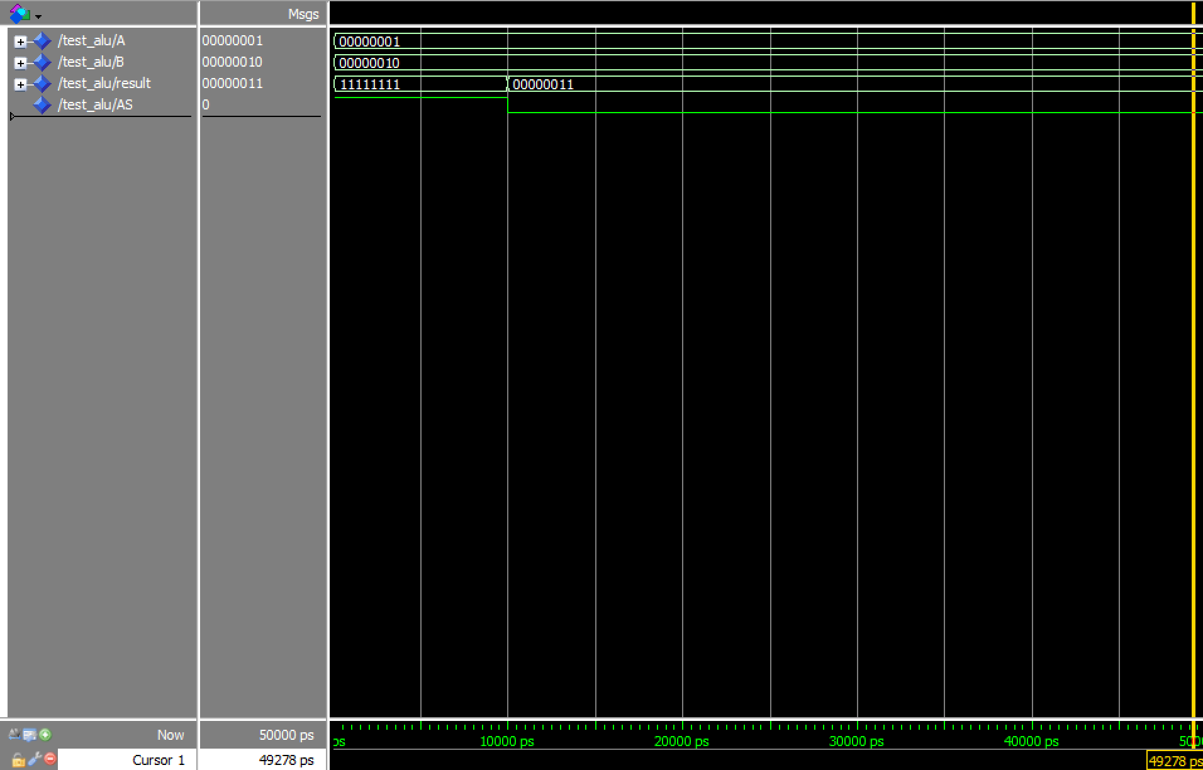 Msgs
/test_alu/A 00000001 00000001
/test_alu/B 00000010 00000010
/test_alu/result 00000011 11111111 00000011
/test_alu/AS 0
Now 50000 ps ps 10000 ps 20000 ps 30000 ps 40000 ps 500
Cursor 1 49278 ps 49278 ps